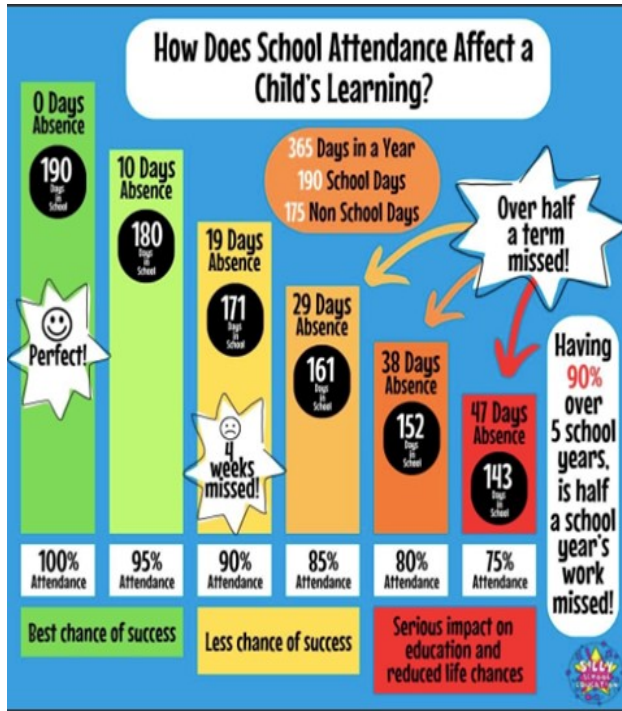 How Does School Attendance Affect a
Child's Learning?
0 Days
Absence
190
Days
in
School
Perfect!
10 Days
Absence
180
Days
in
School
365 Days in a Year
190 School Days
175 Non School Days
19 Days
Absence
171
Days
in
School
4
weeks
missed!
29 Days
Absence
161
Days
in
School
Over half
a term
missed!
38 Days
Absence
152
Days
in
School
47 Days
Absence
143
Days
in
School
Having
90%
over
5 school
years,
is half
a school
year's
work
missed!
100%
Attendance
95%
Attendance
90%
Attendance
85%
Attendance
80%
Attendance
75%
Attendance
Best chance of success
Less chance of success
Serious impact on
education and
reduced life chances
SILLY
SCHOOL
EDUCATION